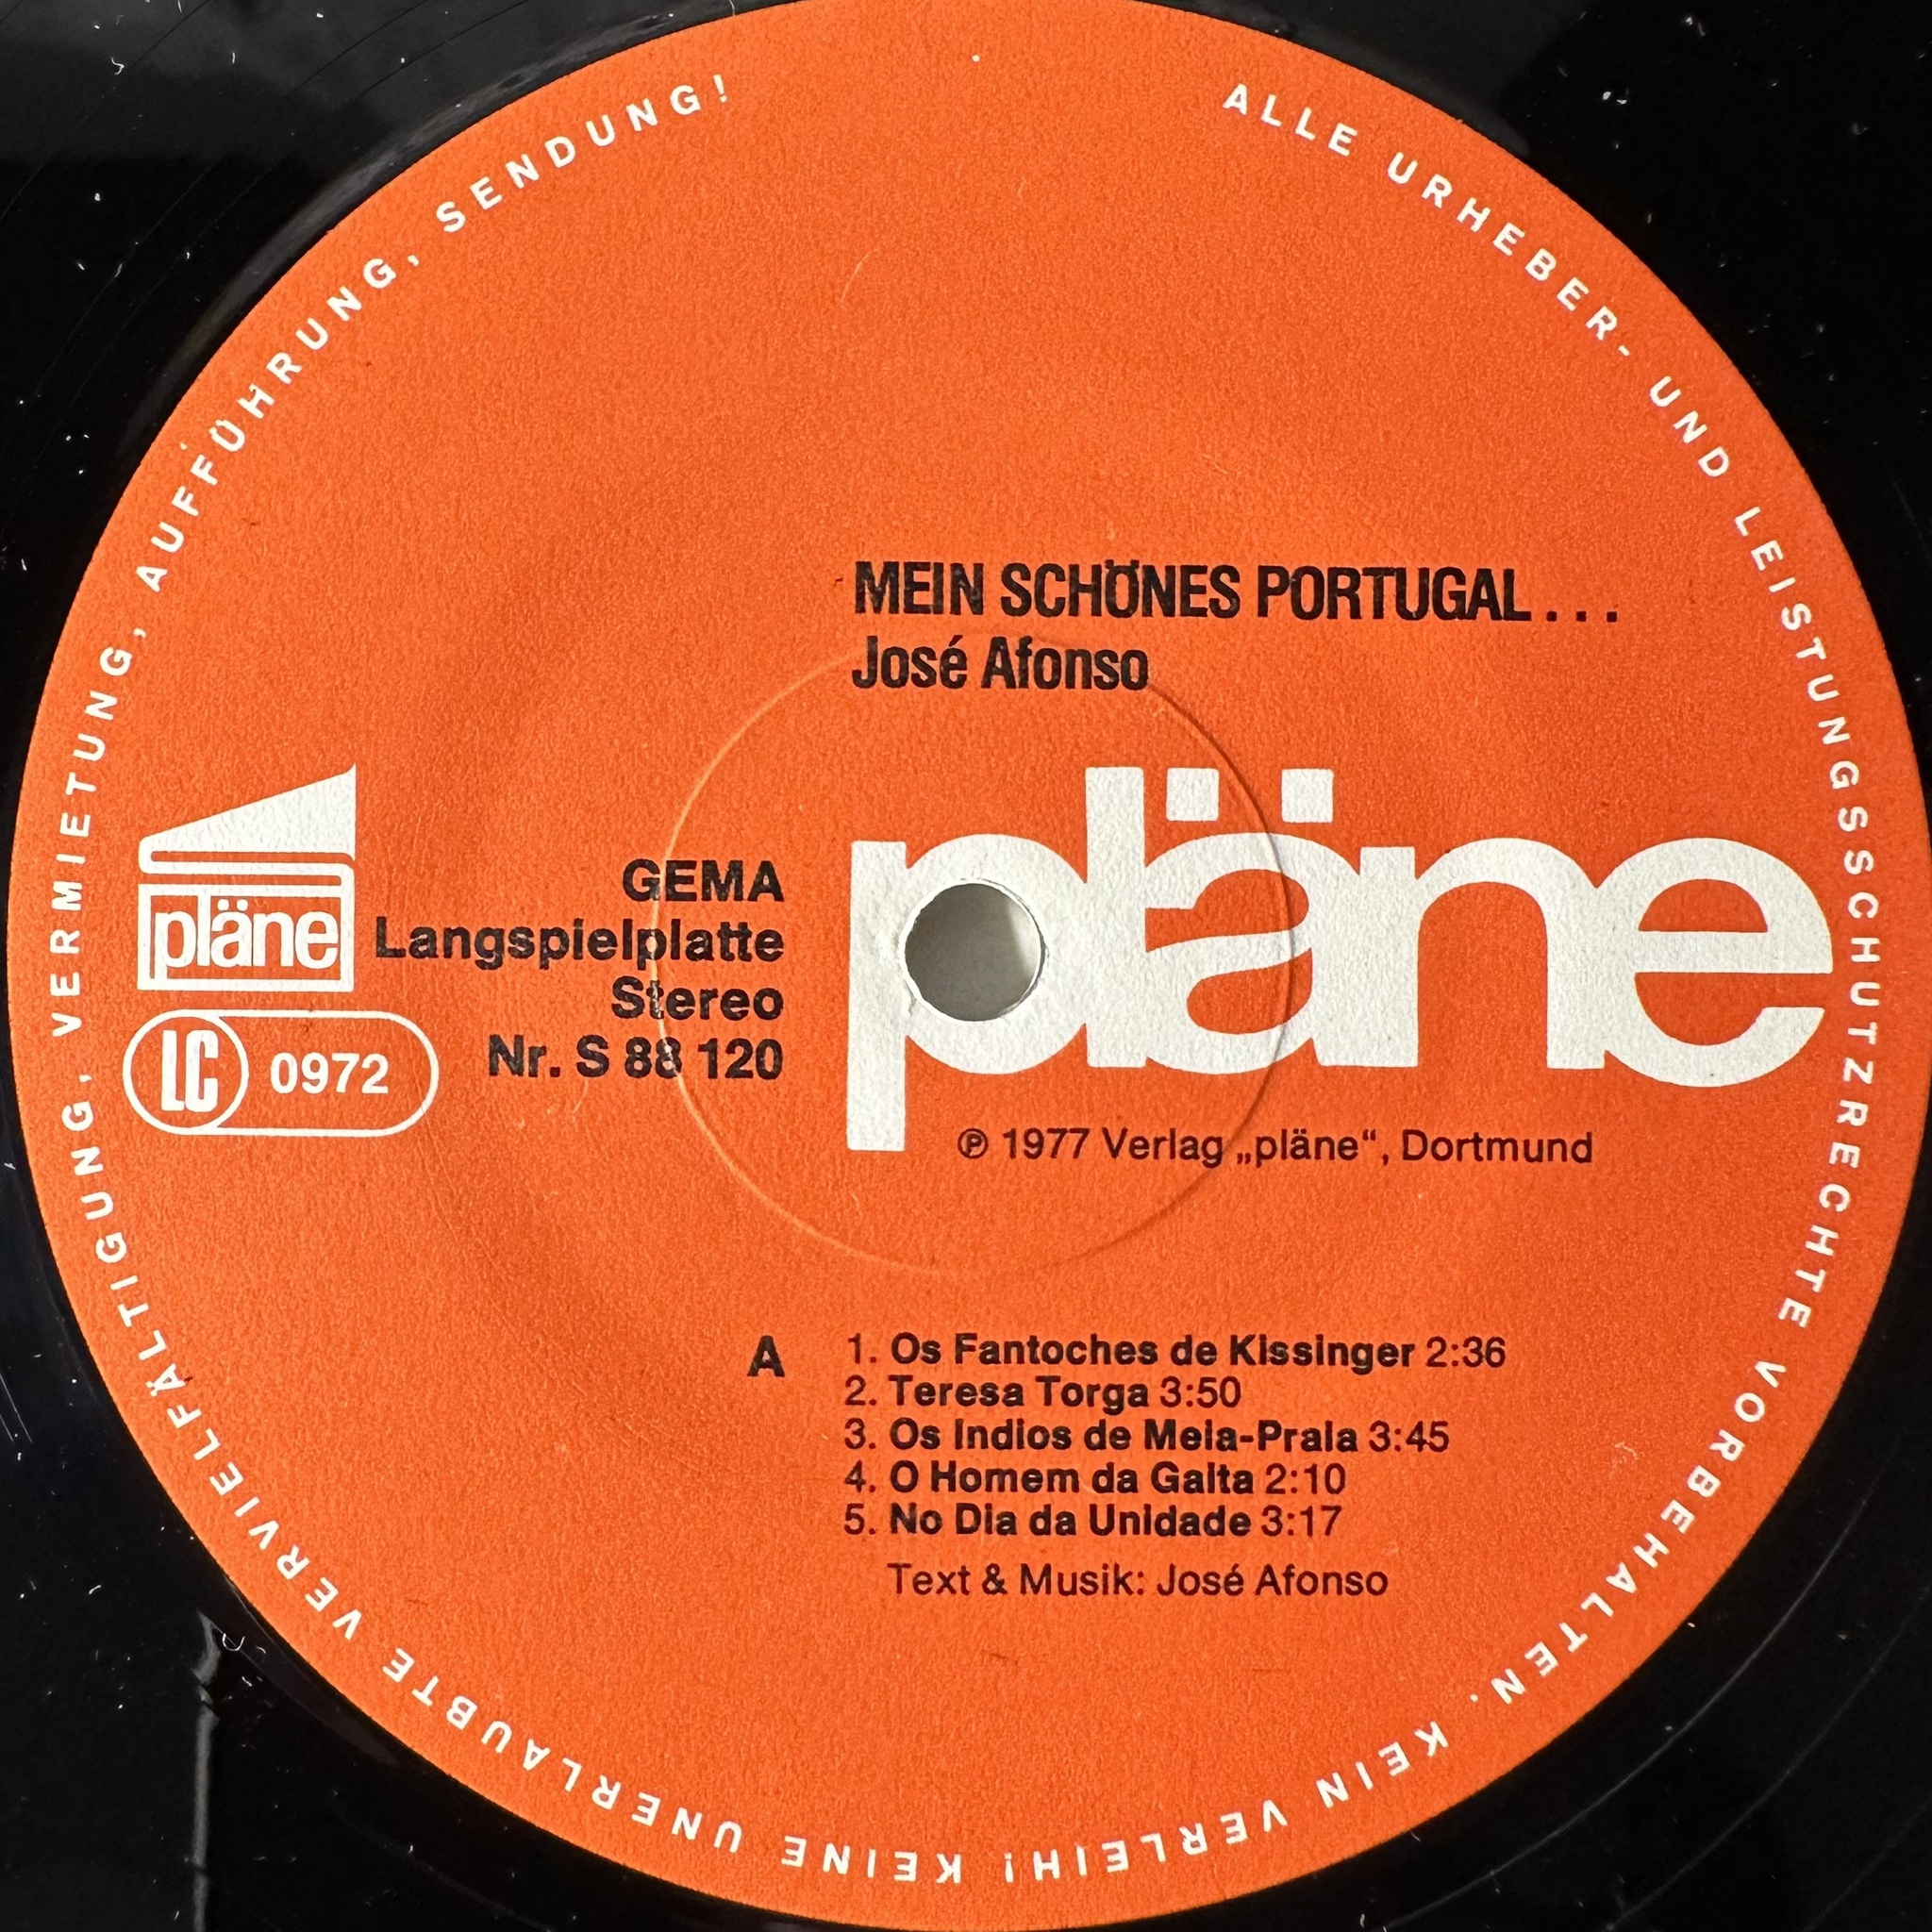 ALLE URHEBER- UND LEISTUNGSSCHUTZRECHTE VORBEHALTEN. KEIN VERLEIH! KEINE UNERLAUBTE VERVIELFÄLTIGUNG, VERMIETUNG, AUFFÜHRUNG, SENDUNG!
MEIN SCHÖNES PORTUGAL...
José Afonso
pläne
LC 0972
GEMA
Langspielplatte
Stereo
Nr. S 88 120
pläne
℗ 1977 Verlag „pläne“, Dortmund
A
1. Os Fantoches de Kissinger 2:36
2. Teresa Torga 3:50
3. Os Indios de Meia-Praia 3:45
4. O Homem da Gaita 2:10
5. No Dia da Unidade 3:17
Text & Musik: José Afonso